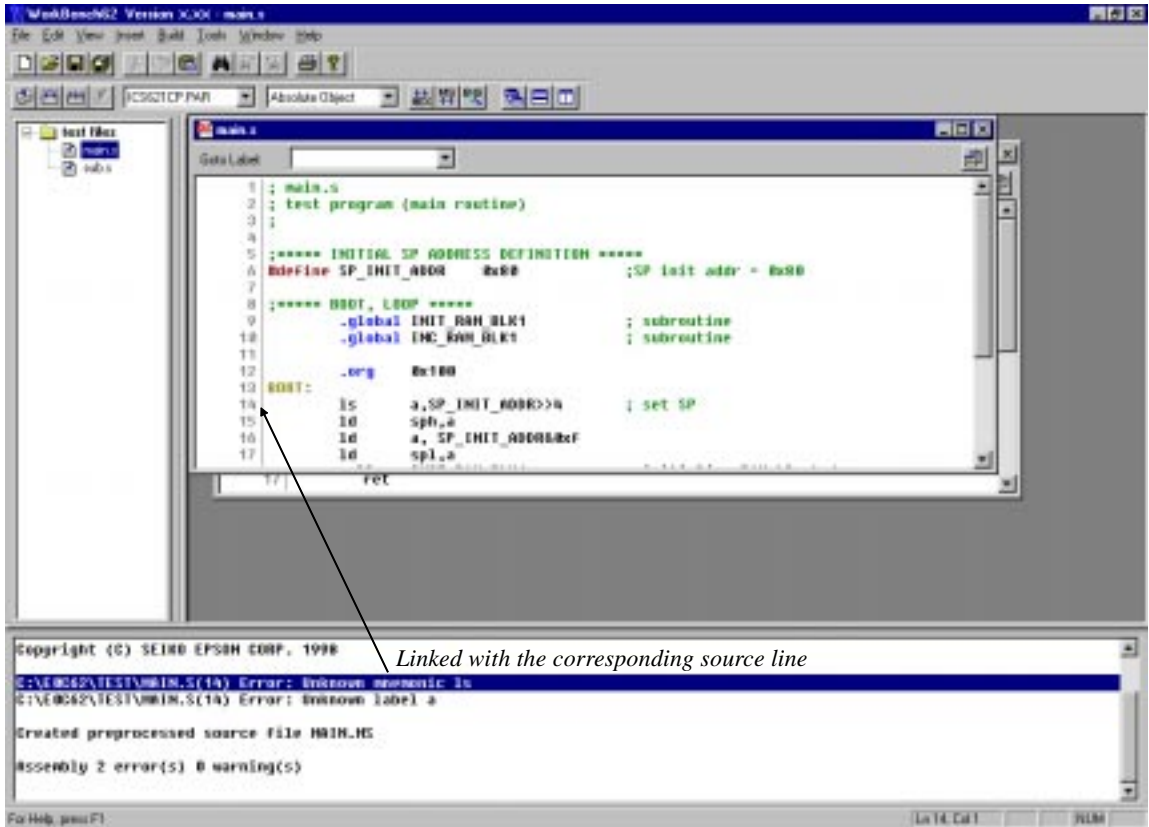 WorkBench62 Version X.XX - main.s
File Edit View Insert Build Tools Window Help
ICS62TCP.PAR Absolute Object
test files
main.s
sub.s
main.s
Goto Label:
1 ; main.s
2 ; test program (main routine)
3 ;
4
5 ;***** INITIAL SP ADDRESS DEFINITION *****
6 #define SP_INIT_ADDR 0x80 ;SP init addr = 0x80
7
8 ;***** BOOT, LOOP *****
9 .global INIT_RAM_BLK1 ; subroutine
10 .global INC_RAM_BLK1 ; subroutine
11
12 .org 0x100
13 BOOT:
14 ls a,SP_INIT_ADDR>>4 ; set SP
15 ld sph,a
16 ld a, SP_INIT_ADDR&0xF
17 ld spl,a
17 ret
Copyright (C) SEIKO EPSON CORP. 1998
Linked with the corresponding source line
C:\E0C62\TEST\MAIN.S(14) Error: Unknown mnemonic ls
C:\E0C62\TEST\MAIN.S(14) Error: Unknown label a
Created preprocessed source file MAIN.MS
Assembly 2 error(s) 0 warning(s)
For Help, press F1
Ln 14, Col 1 NUM